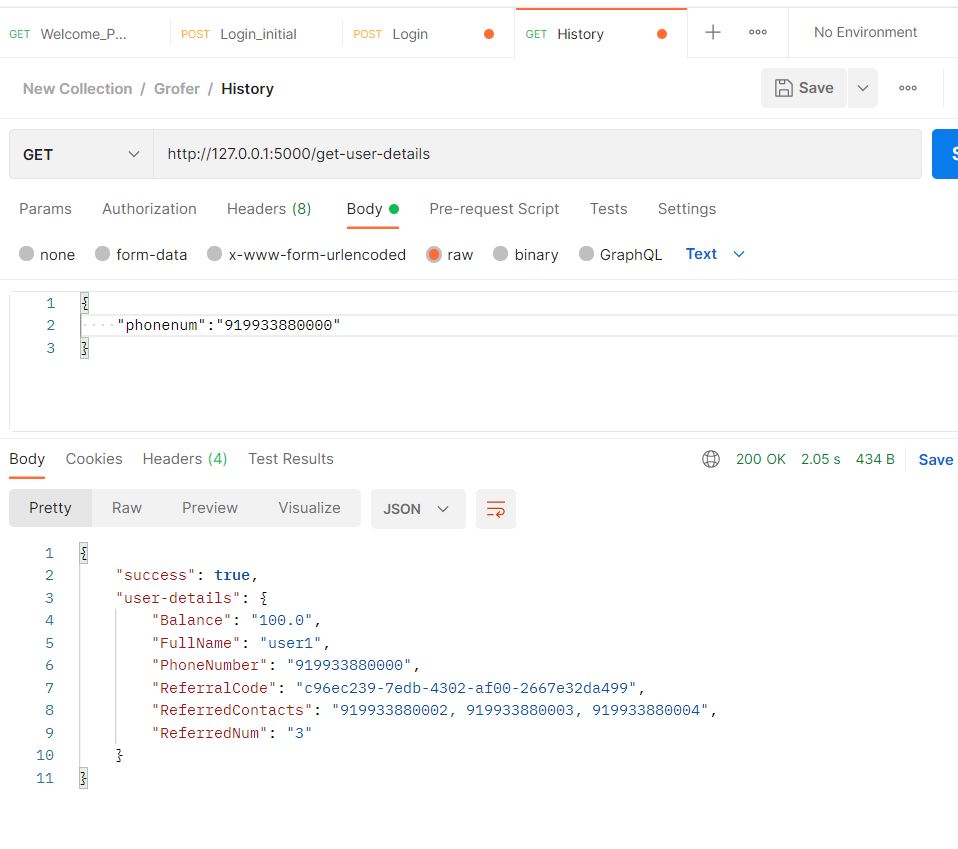 GET Welcome_P... POST Login_initial POST Login GET History No Environment
New Collection / Grofer / History Save
GET http://127.0.0.1:5000/get-user-details
Params Authorization Headers (8) Body Pre-request Script Tests Settings
none form-data x-www-form-urlencoded raw binary GraphQL Text
1 {
2 "phonenum":"919933880000"
3 }
Body Cookies Headers (4) Test Results 200 OK 2.05 s 434 B Save
Pretty Raw Preview Visualize JSON
1 {
2 "success": true,
3 "user-details": {
4 "Balance": "100.0",
5 "FullName": "user1",
6 "PhoneNumber": "919933880000",
7 "ReferralCode": "c96ec239-7edb-4302-af00-2667e32da499",
8 "ReferredContacts": "919933880002, 919933880003, 919933880004",
9 "ReferredNum": "3"
10 }
11 }